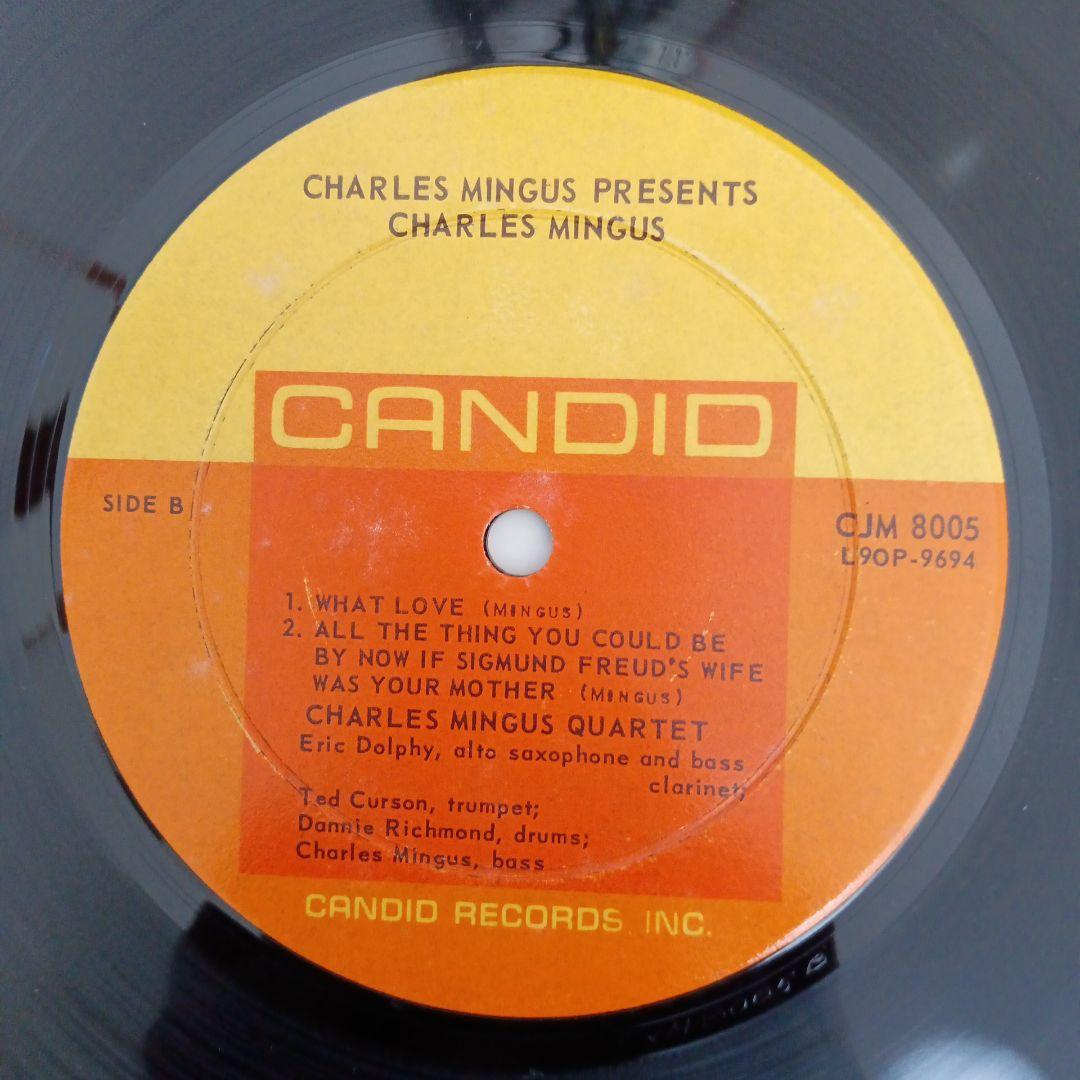 CHARLES MINGUS PRESENTS
CHARLES MINGUS
CANDID
SIDE B
CJM 8005
L90P-9694
1. WHAT LOVE (MINGUS)
2. ALL THE THING YOU COULD BE
BY NOW IF SIGMUND FREUD'S WIFE
WAS YOUR MOTHER (MINGUS)
CHARLES MINGUS QUARTET
Eric Dolphy, alto saxophone and bass
clarinet;
Ted Curson, trumpet;
Dannie Richmond, drums;
Charles Mingus, bass
CANDID RECORDS, INC.